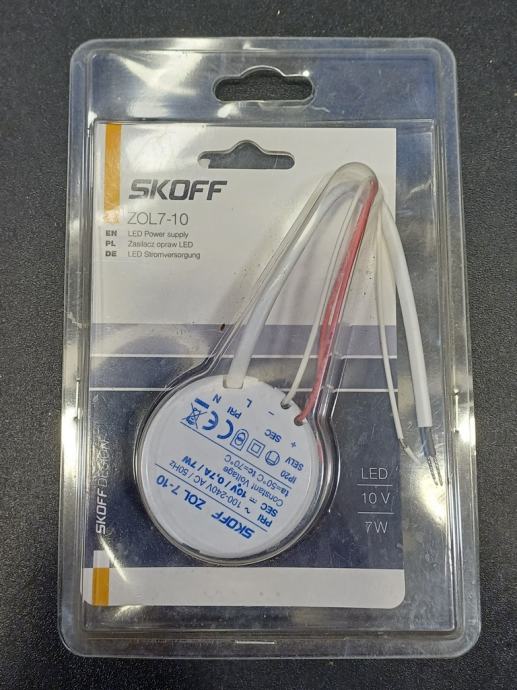 SKOFF
ZOL7-10
EN LED Power supply
PL Zasilacz opraw LED
DE LED Stromversorgung
SKOFF DESIGN
LED
10 V
7W
SKOFF ZOL 7-10
PRI ~ 100-240V AC / 50Hz
SEC ⎓ 10V / 0.7A / 7W
Constant Voltage
ta=50°C tc=70°C
IP20
SELV
CE
PRI
N L
SEC
- +